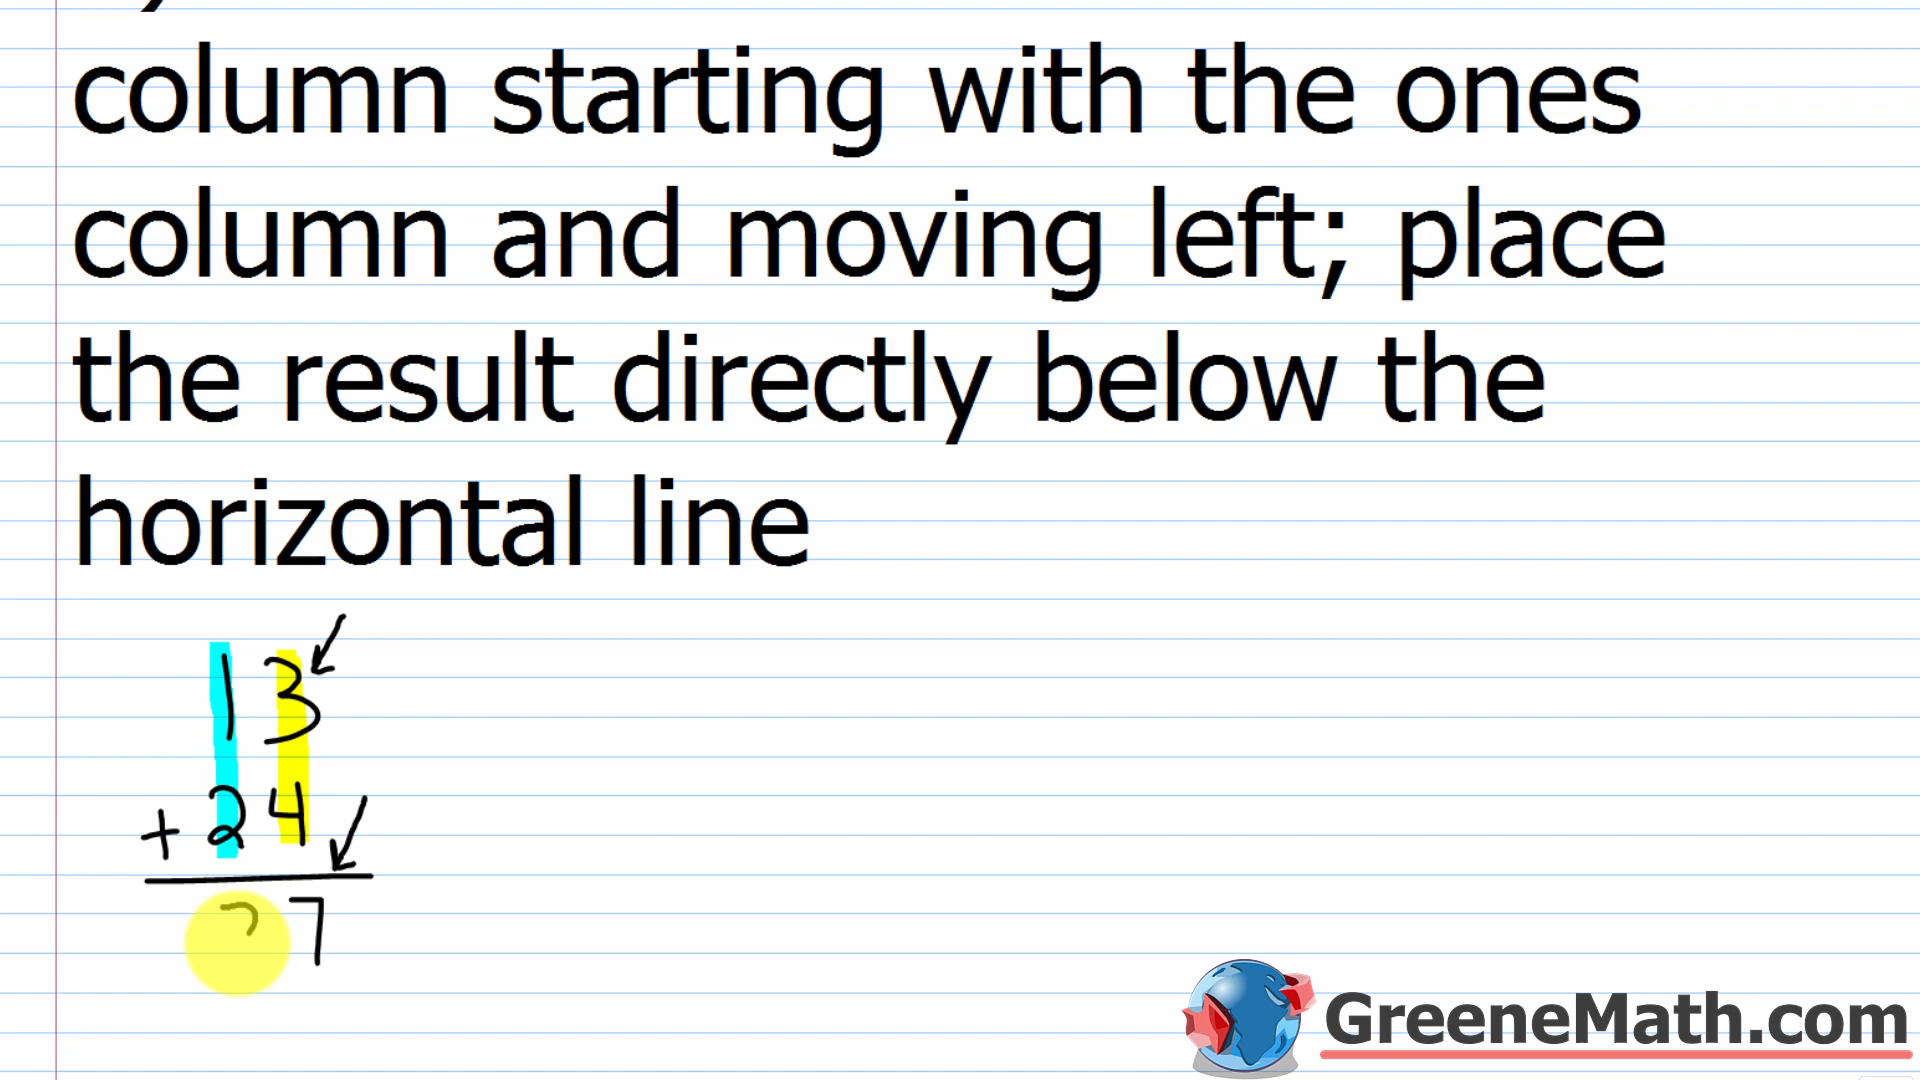 column starting with the ones
column and moving left; place
the result directly below the
horizontal line
13
+ 24
7
GreeneMath.com